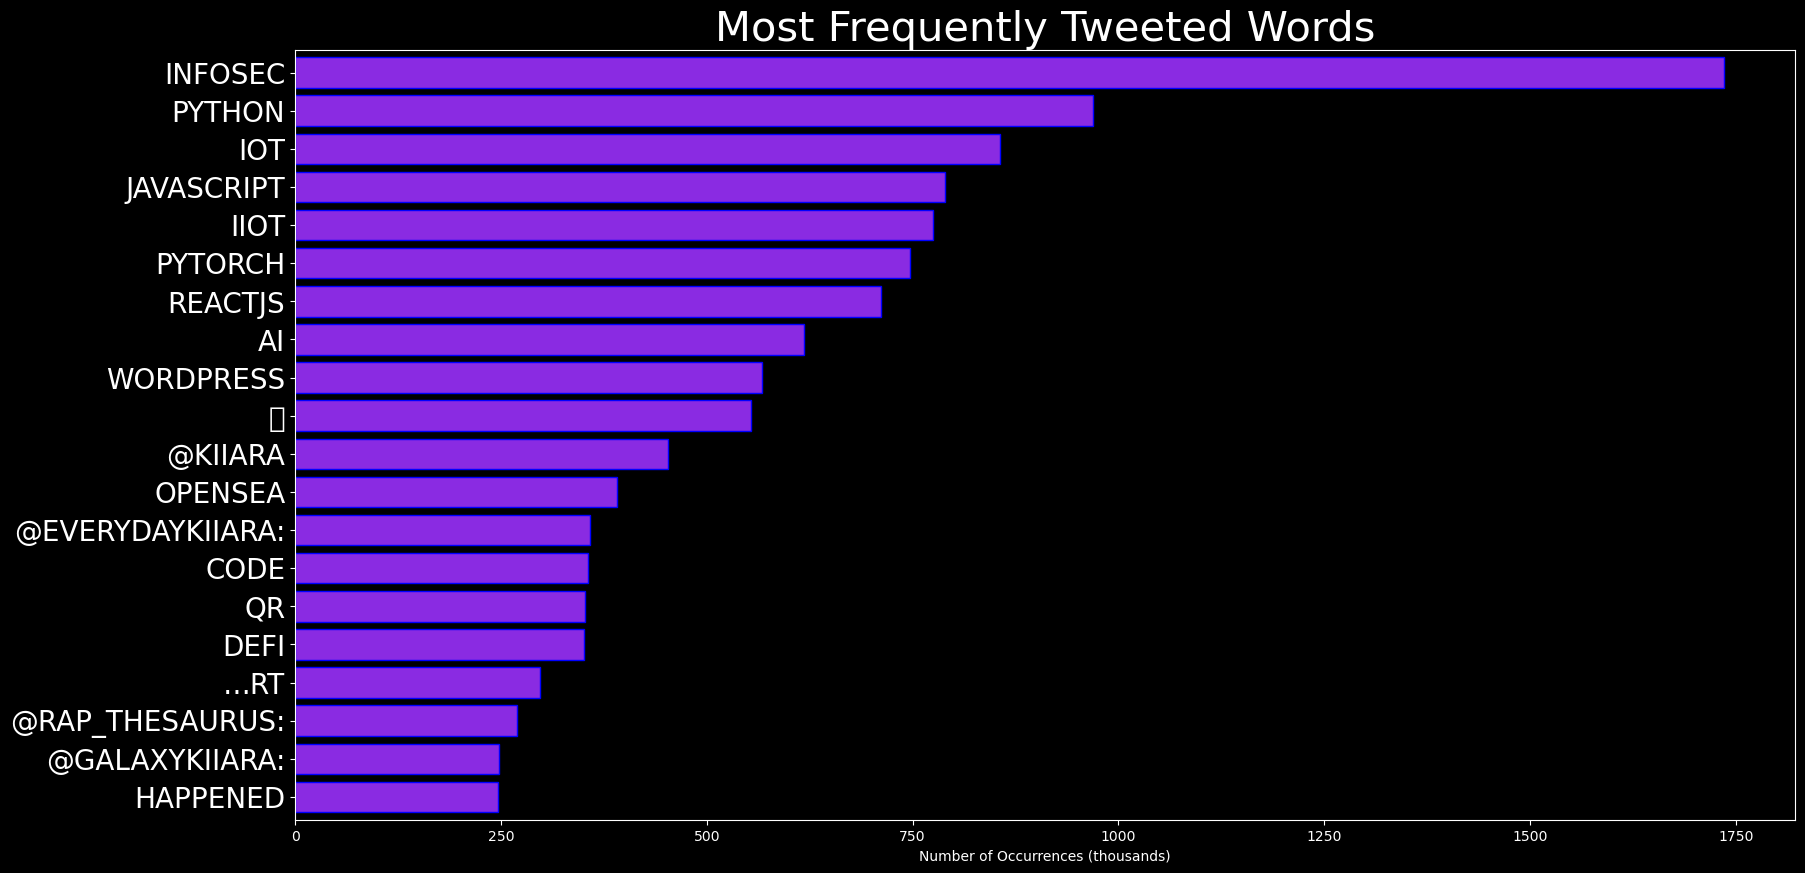 Most Frequently Tweeted Words
INFOSEC
PYTHON
IOT
JAVASCRIPT
IIOT
PYTORCH
REACTJS
AI
WORDPRESS
@KIIARA
OPENSEA
@EVERYDAYKIIARA:
CODE
QR
DEFI
…RT
@RAP_THESAURUS:
@GALAXYKIIARA:
HAPPENED
0 250 500 750 1000 1250 1500 1750
Number of Occurrences (thousands)